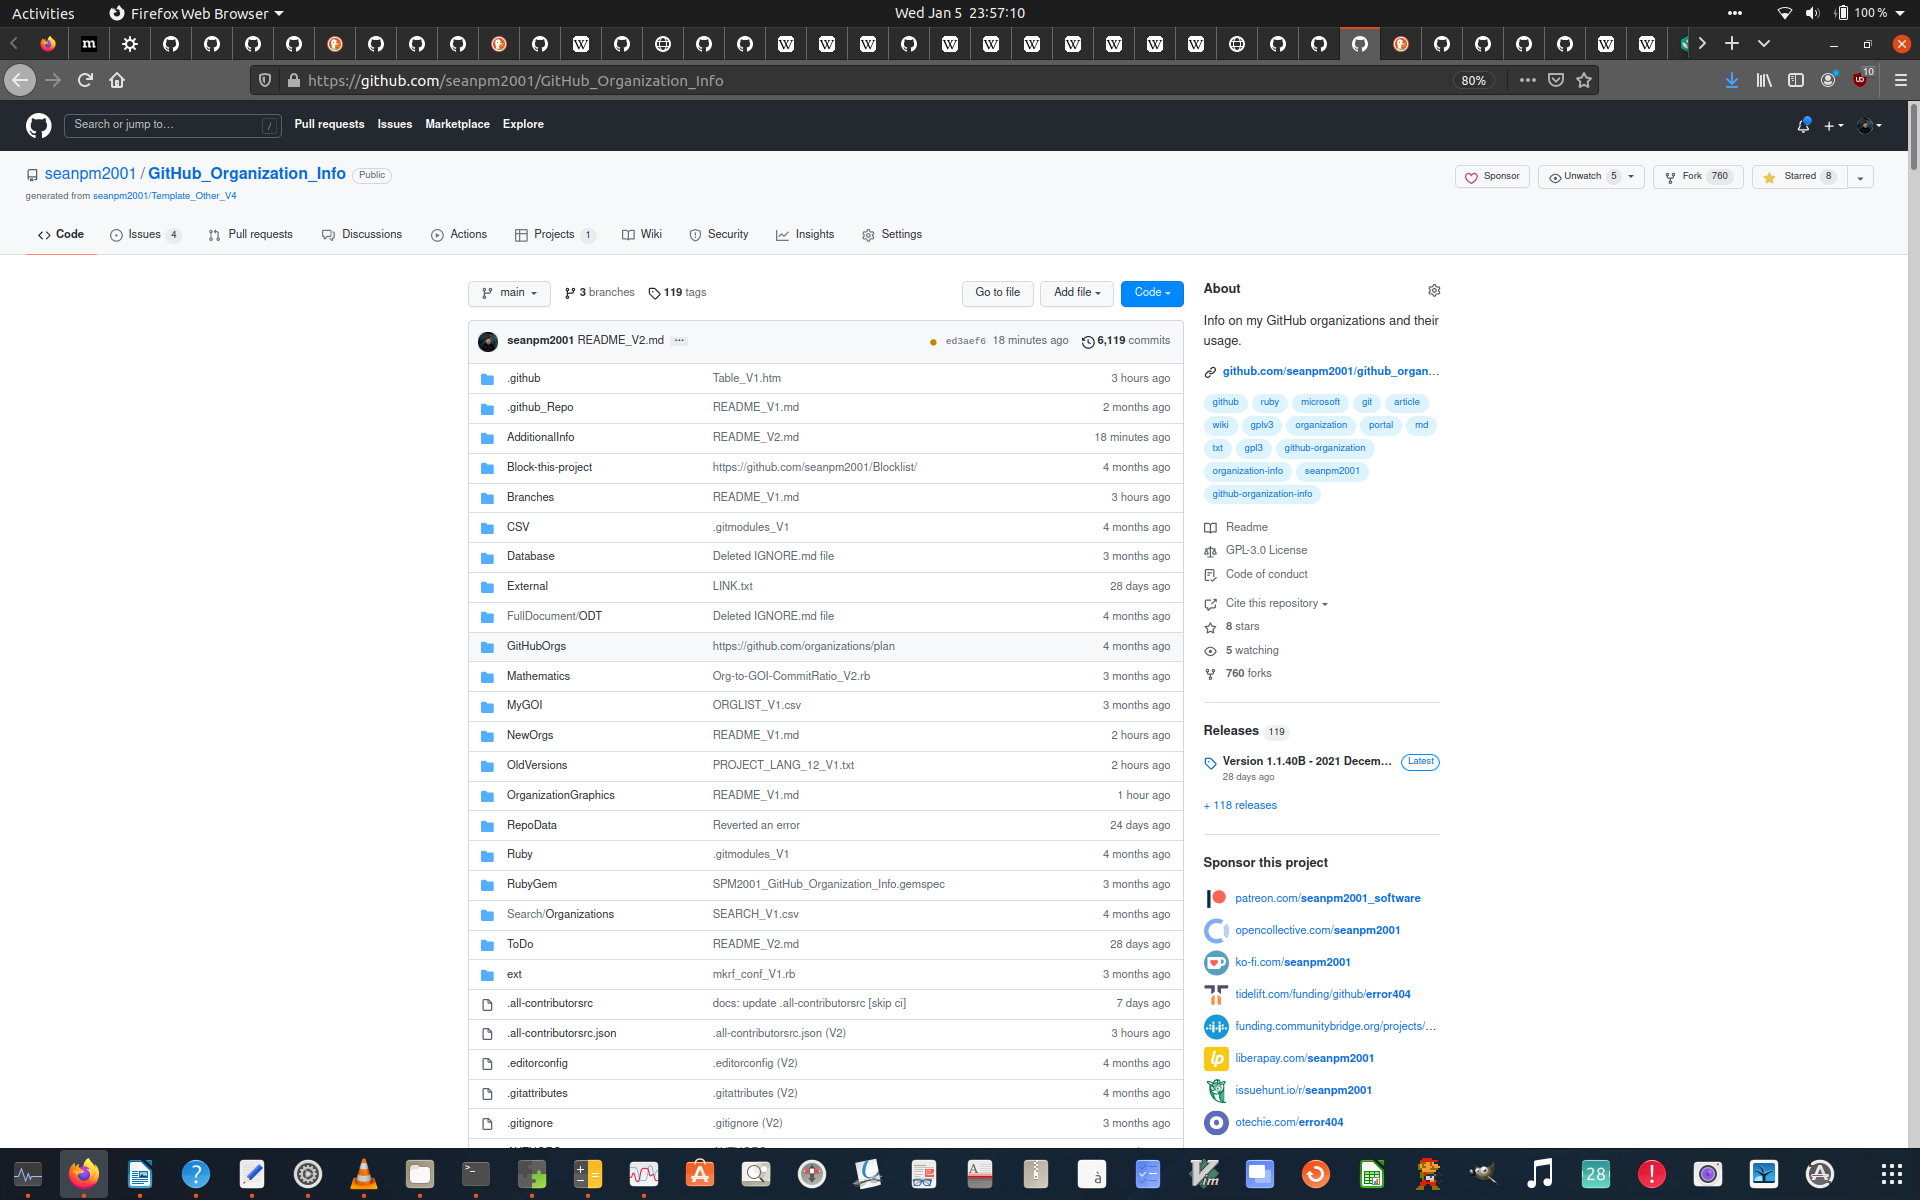 Activities Firefox Web Browser Wed Jan 5 23:57:10 100 %
https://github.com/seanpm2001/GitHub_Organization_Info 80% 10
Search or jump to… / Pull requests Issues Marketplace Explore
seanpm2001 / GitHub_Organization_Info Public Sponsor Unwatch 5 Fork 760 Starred 8
generated from seanpm2001/Template_Other_V4
Code Issues 4 Pull requests Discussions Actions Projects 1 Wiki Security Insights Settings
main 3 branches 119 tags Go to file Add file Code
seanpm2001 README_V2.md ... ed3aef6 18 minutes ago 6,119 commits
.github Table_V1.htm 3 hours ago
.github_Repo README_V1.md 2 months ago
AdditionalInfo README_V2.md 18 minutes ago
Block-this-project https://github.com/seanpm2001/Blocklist/ 4 months ago
Branches README_V1.md 3 hours ago
CSV .gitmodules_V1 4 months ago
Database Deleted IGNORE.md file 3 months ago
External LINK.txt 28 days ago
FullDocument/ODT Deleted IGNORE.md file 4 months ago
GitHubOrgs https://github.com/organizations/plan 4 months ago
Mathematics Org-to-GOI-CommitRatio_V2.rb 3 months ago
MyGOI ORGLIST_V1.csv 3 months ago
NewOrgs README_V1.md 2 hours ago
OldVersions PROJECT_LANG_12_V1.txt 2 hours ago
OrganizationGraphics README_V1.md 1 hour ago
RepoData Reverted an error 24 days ago
Ruby .gitmodules_V1 4 months ago
RubyGem SPM2001_GitHub_Organization_Info.gemspec 3 months ago
Search/Organizations SEARCH_V1.csv 4 months ago
ToDo README_V2.md 28 days ago
ext mkrf_conf_V1.rb 3 months ago
.all-contributorsrc docs: update .all-contributorsrc [skip ci] 7 days ago
.all-contributorsrc.json .all-contributorsrc.json (V2) 3 hours ago
.editorconfig .editorconfig (V2) 4 months ago
.gitattributes .gitattributes (V2) 4 months ago
.gitignore .gitignore (V2) 3 months ago
About
Info on my GitHub organizations and their
usage.
github.com/seanpm2001/github_organ…
github ruby microsoft git article
wiki gplv3 organization portal md
txt gpl3 github-organization
organization-info seanpm2001
github-organization-info
Readme
GPL-3.0 License
Code of conduct
Cite this repository
8 stars
5 watching
760 forks
Releases 119
Version 1.1.40B - 2021 Decem… Latest
28 days ago
+ 118 releases
Sponsor this project
patreon.com/seanpm2001_software
opencollective.com/seanpm2001
ko-fi.com/seanpm2001
tidelift.com/funding/github/error404
funding.communitybridge.org/projects/…
liberapay.com/seanpm2001
issuehunt.io/r/seanpm2001
otechie.com/error404
28